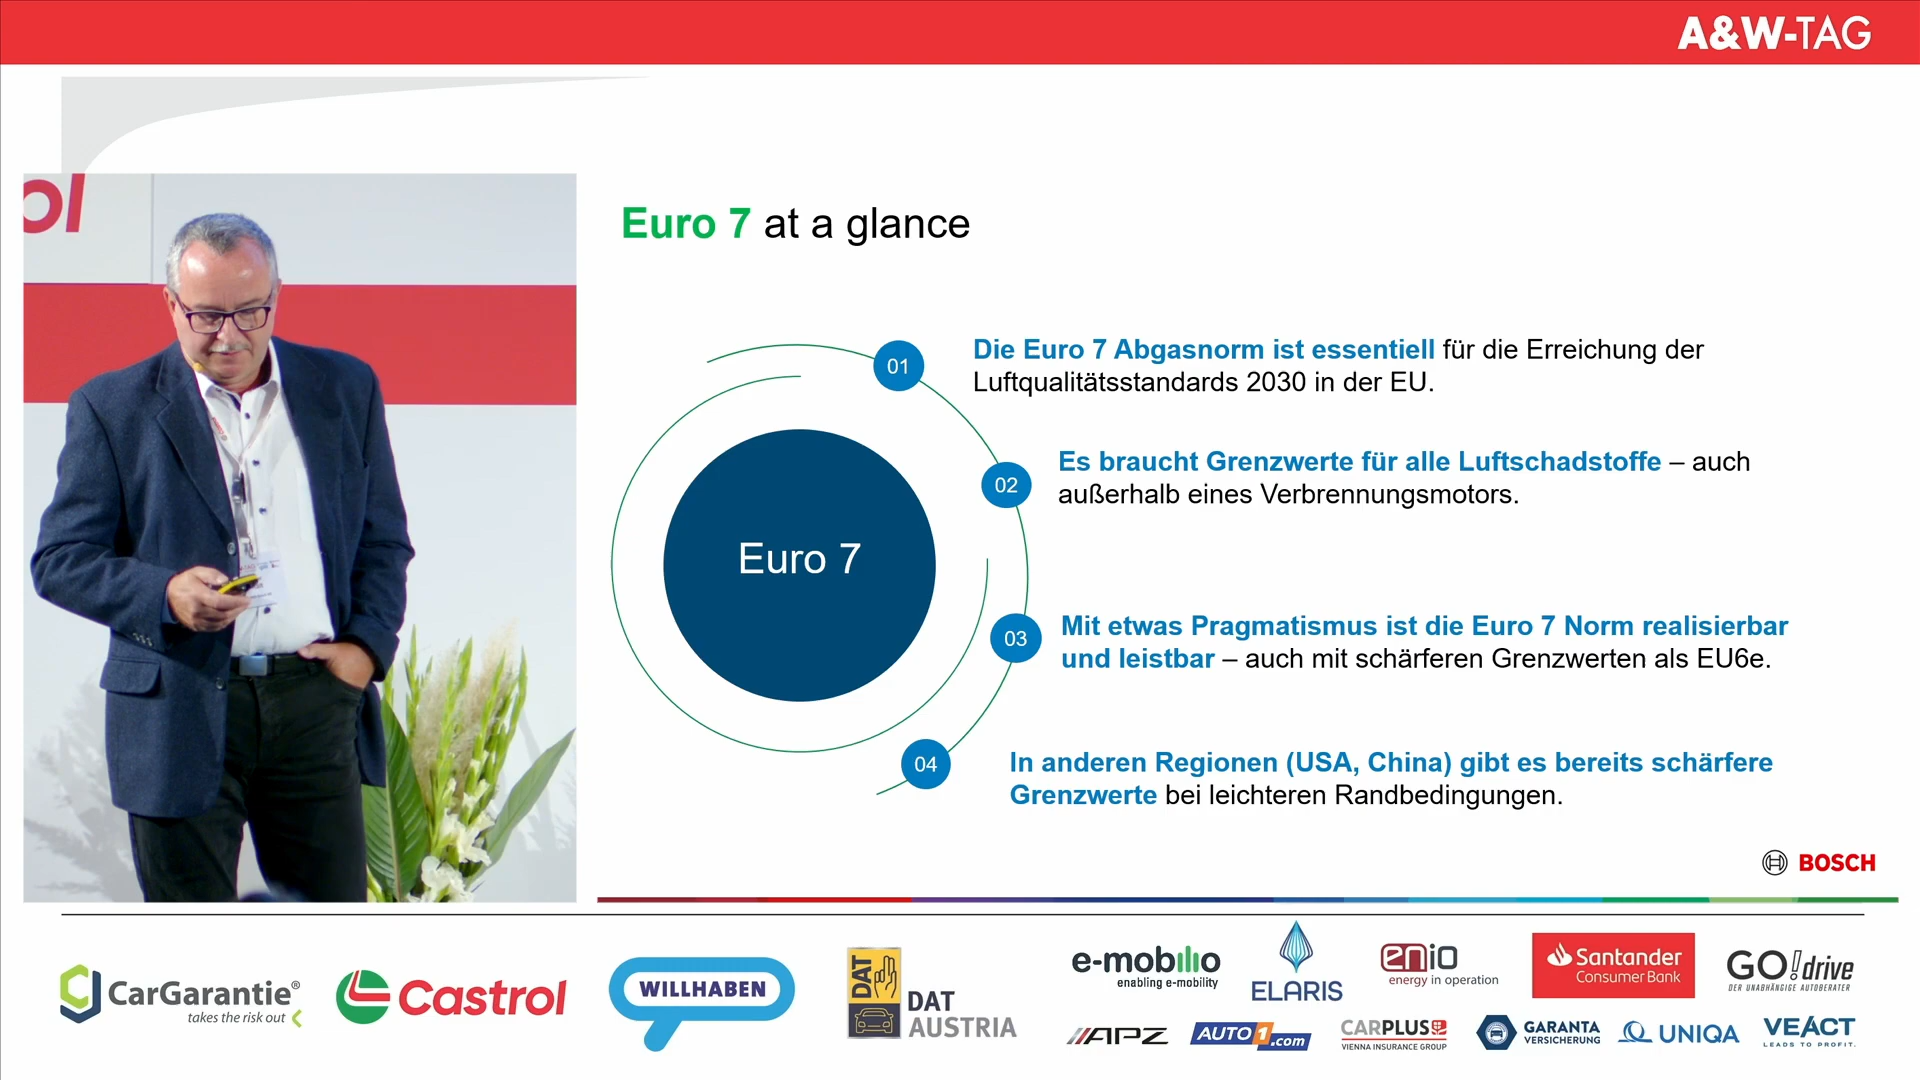 A&W-TAG
ol
Euro 7 at a glance
Euro 7
01
Die Euro 7 Abgasnorm ist essentiell für die Erreichung der
Luftqualitätsstandards 2030 in der EU.
02
Es braucht Grenzwerte für alle Luftschadstoffe – auch
außerhalb eines Verbrennungsmotors.
03
Mit etwas Pragmatismus ist die Euro 7 Norm realisierbar
und leistbar – auch mit schärferen Grenzwerten als EU6e.
04
In anderen Regionen (USA, China) gibt es bereits schärfere
Grenzwerte bei leichteren Randbedingungen.
BOSCH
CarGarantie®
takes the risk out
Castrol
WILLHABEN
DAT
DAT
AUSTRIA
e-mobilio
enabling e-mobility
ELARIS
enio
energy in operation
Santander
Consumer Bank
GO!drive
DER UNABHÄNGIGE AUTOBERATER
APZ
AUTO1.com
CARPLUS
VIENNA INSURANCE GROUP
GARANTA
VERSICHERUNG
UNIQA
VEACT
LEADS TO PROFIT.